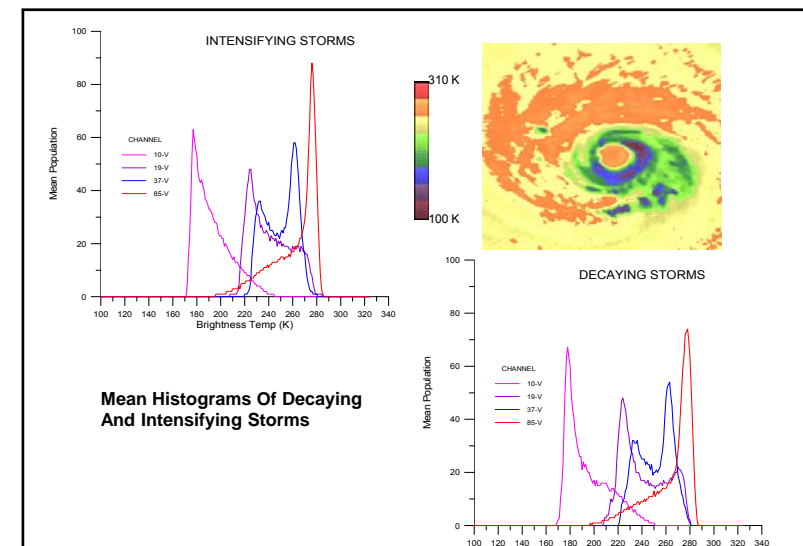 INTENSIFYING STORMS
100
80
60
40
20
0
Mean Population
CHANNEL
10-V
19-V
37-V
85-V
100 120 140 160 180 200 220 240 260 280 300 320 340
Brightness Temp (K)
310 K
100 K
Mean Histograms Of Decaying
And Intensifying Storms
DECAYING STORMS
100
80
60
40
20
0
Mean Population
CHANNEL
10-V
19-V
37-V
85-V
100 120 140 160 180 200 220 240 260 280 300 320 340